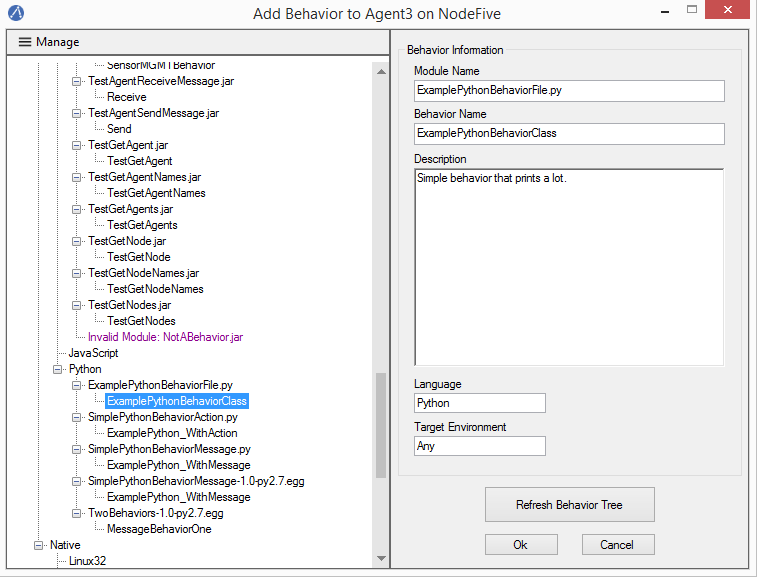 Add Behavior to Agent3 on NodeFive
Manage
SensorMGMTBehavior
TestAgentReceiveMessage.jar
Receive
TestAgentSendMessage.jar
Send
TestGetAgent.jar
TestGetAgent
TestGetAgentNames.jar
TestGetAgentNames
TestGetAgents.jar
TestGetAgents
TestGetNode.jar
TestGetNode
TestGetNodeNames.jar
TestGetNodeNames
TestGetNodes.jar
TestGetNodes
Invalid Module: NotABehavior.jar
JavaScript
Python
ExamplePythonBehaviorFile.py
ExamplePythonBehaviorClass
SimplePythonBehaviorAction.py
ExamplePython_WithAction
SimplePythonBehaviorMessage.py
ExamplePython_WithMessage
SimplePythonBehaviorMessage-1.0-py2.7.egg
ExamplePython_WithMessage
TwoBehaviors-1.0-py2.7.egg
MessageBehaviorOne
Native
Linux32
Behavior Information
Module Name
ExamplePythonBehaviorFile.py
Behavior Name
ExamplePythonBehaviorClass
Description
Simple behavior that prints a lot.
Language
Python
Target Environment
Any
Refresh Behavior Tree
Ok
Cancel